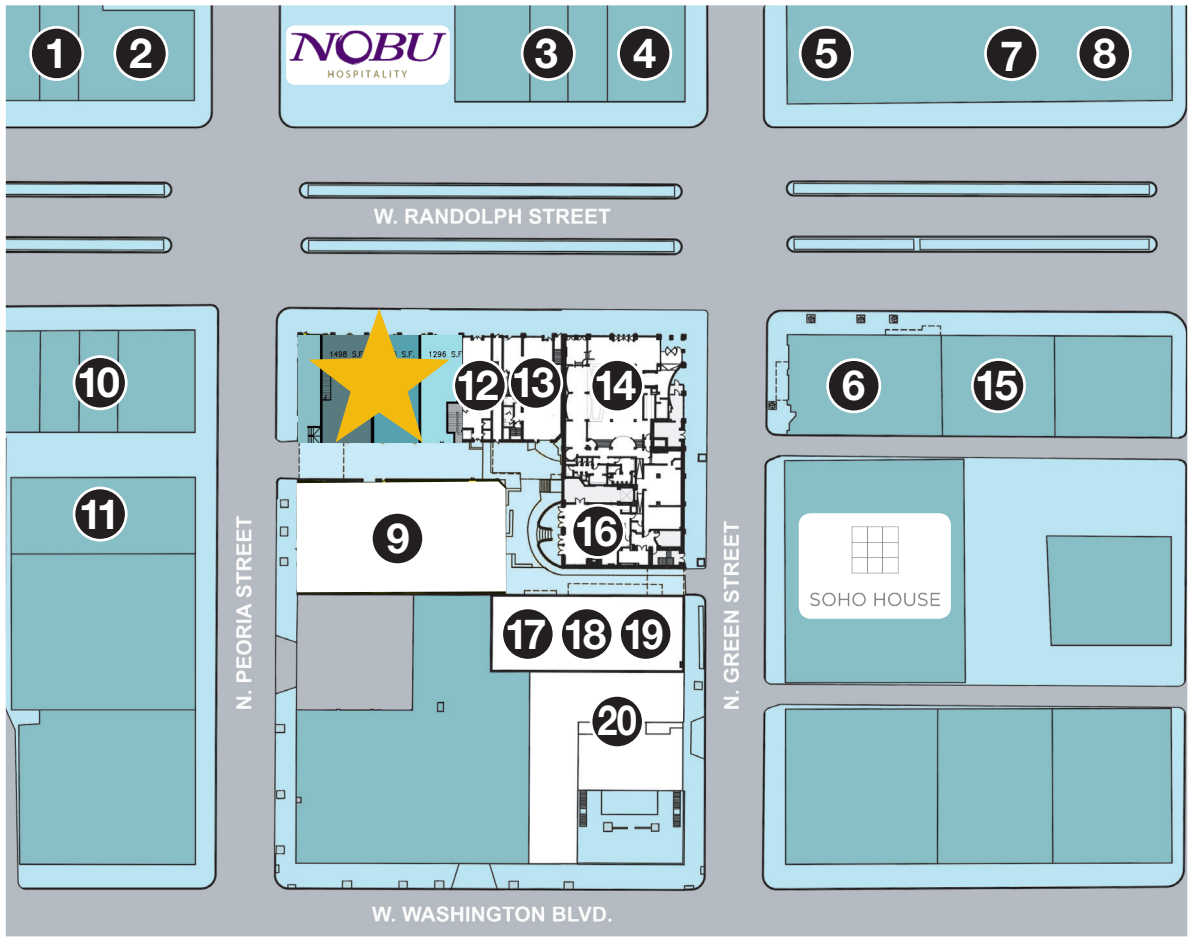 1
2
NOBU
HOSPITALITY
3
4
5
7
8
W. RANDOLPH STREET
1498 S.F.
S.F.
1296 S.F.
10
12
13
14
6
15
11
9
16
N. PEORIA STREET
N. GREEN STREET
SOHO HOUSE
17
18
19
20
W. WASHINGTON BLVD.